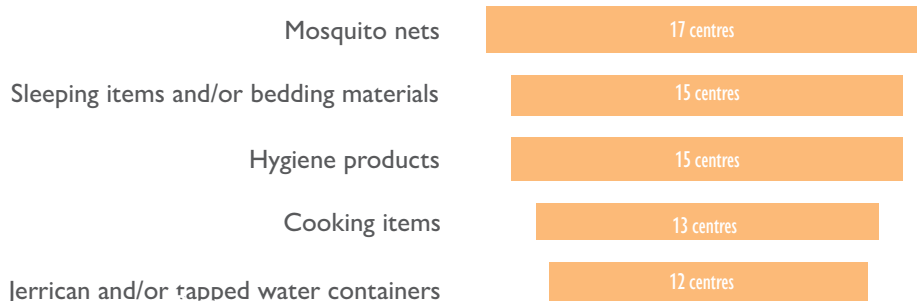 Mosquito nets 17 centres
Sleeping items and/or bedding materials 15 centres
Hygiene products 15 centres
Cooking items 13 centres
Jerrican and/or tapped water containers 12 centres